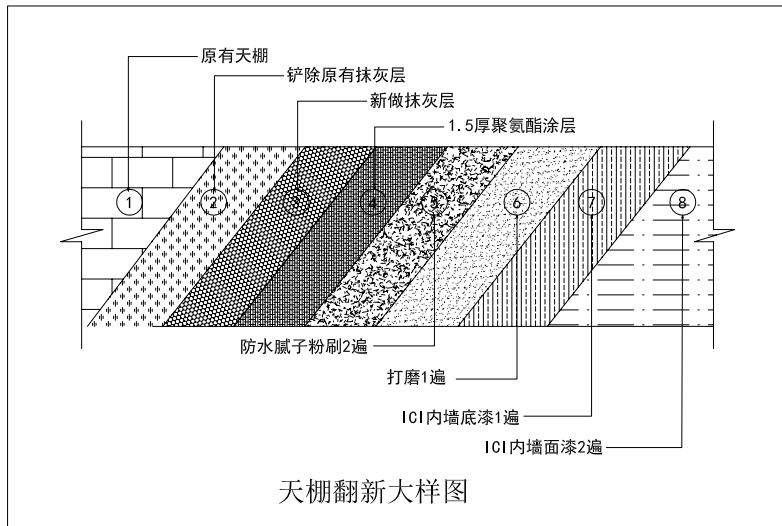 原有天棚
铲除原有抹灰层
新做抹灰层
1.5厚聚氨酯涂层
1 2 3 4 5 6 7 8
防水腻子粉刷2遍
打磨1遍
ICI内墙底漆1遍
ICI内墙面漆2遍
天棚翻新大样图